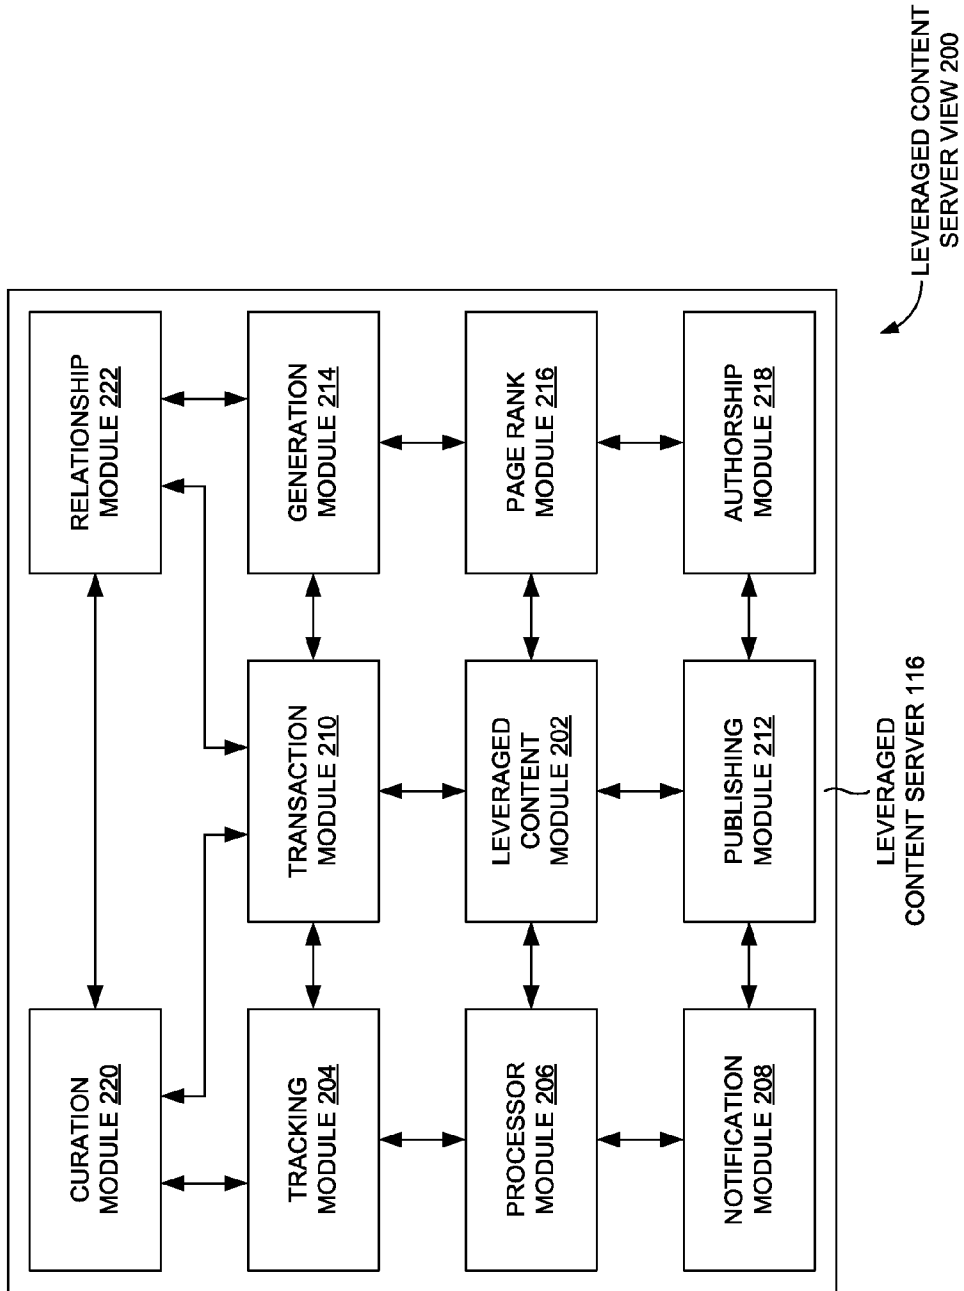 CURATION
MODULE 220
RELATIONSHIP
MODULE 222
TRACKING
MODULE 204
TRANSACTION
MODULE 210
GENERATION
MODULE 214
PROCESSOR
MODULE 206
LEVERAGED
CONTENT
MODULE 202
PAGE RANK
MODULE 216
NOTIFICATION
MODULE 208
PUBLISHING
MODULE 212
AUTHORSHIP
MODULE 218
LEVERAGED
CONTENT SERVER 116
LEVERAGED CONTENT
SERVER VIEW 200